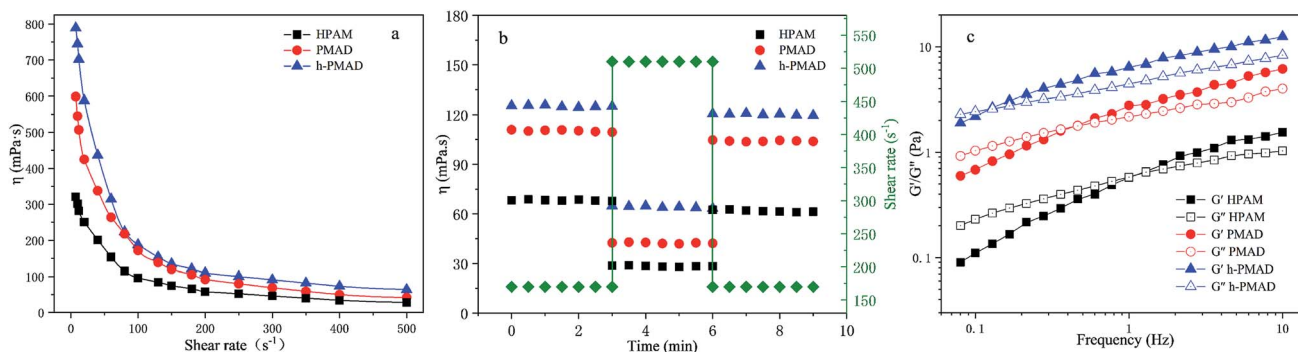 a
HPAM
PMAD
h-PMAD
η (mPa·s)
800
700
600
500
400
300
200
100
0
0 100 200 300 400 500
Shear rate (s⁻¹)
b
HPAM
PMAD
h-PMAD
η (mPa.s)
180
150
120
90
60
30
0
0 2 4 6 8 10
Time (min)
Shear rate (s⁻¹)
550
500
450
400
350
300
250
200
150
c
G'/G" (Pa)
10
1
0.1
G' HPAM
G" HPAM
G' PMAD
G" PMAD
G' h-PMAD
G" h-PMAD
0.1 1 10
Frequency (Hz)